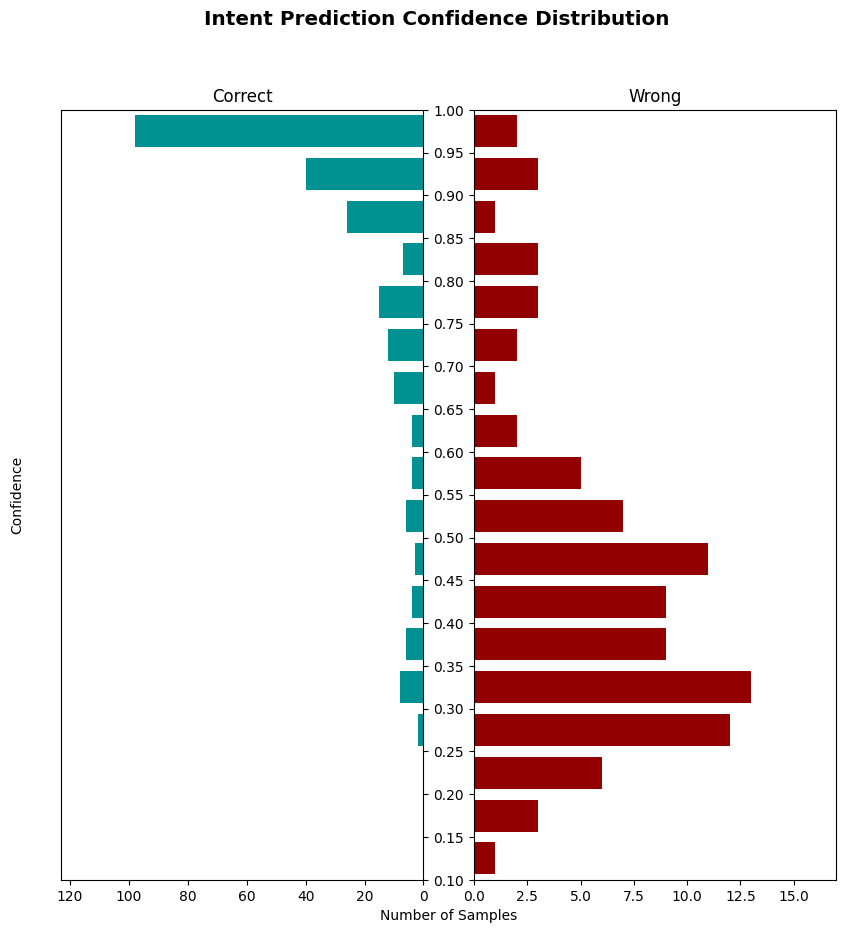 Intent Prediction Confidence Distribution
Correct
Wrong
1.00
0.95
0.90
0.85
0.80
0.75
0.70
0.65
0.60
0.55
0.50
0.45
0.40
0.35
0.30
0.25
0.20
0.15
0.10
Confidence
120 100 80 60 40 20 0
0.0 2.5 5.0 7.5 10.0 12.5 15.0
Number of Samples